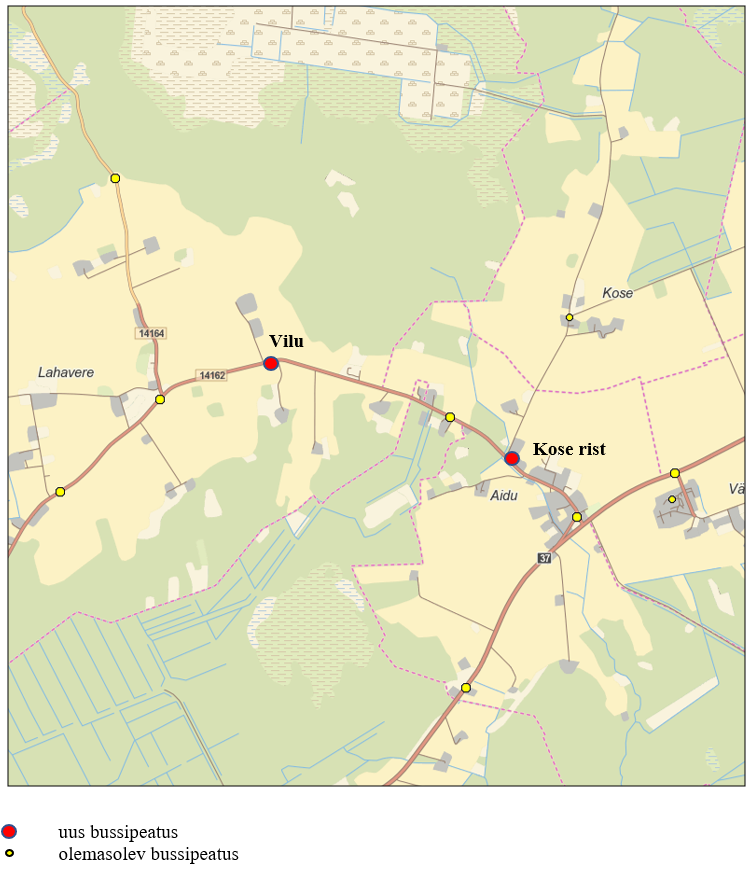 Kose
14164
Vilu
Lahavere
14162
Kose rist
Aidu
Vä
37
uus bussipeatus
olemasolev bussipeatus